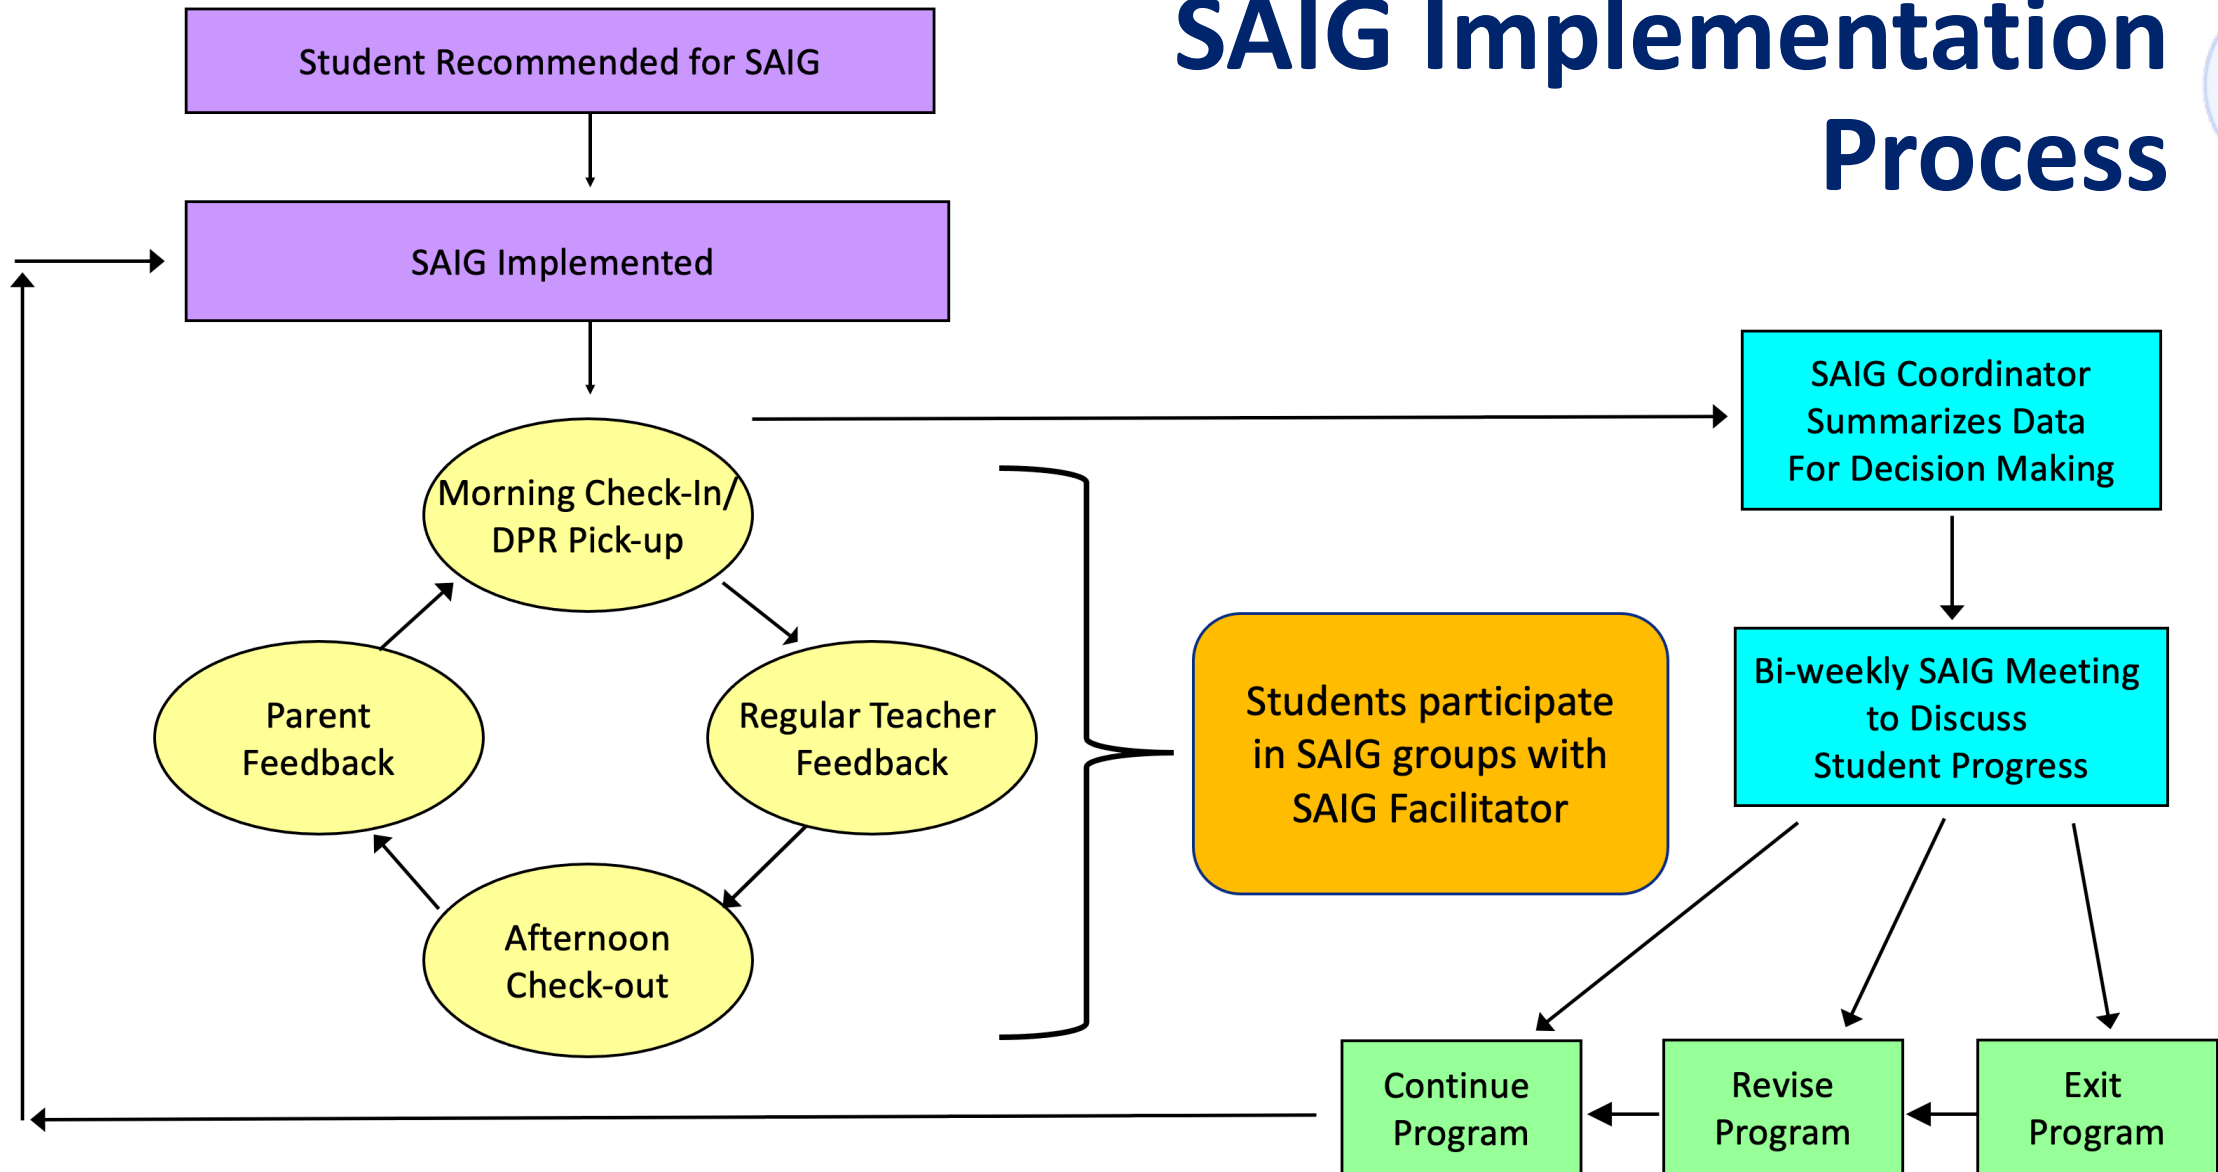 SAIG Implementation
Process
Student Recommended for SAIG
SAIG Implemented
Morning Check-In/
DPR Pick-up
Parent
Feedback
Regular Teacher
Feedback
Afternoon
Check-out
Students participate
in SAIG groups with
SAIG Facilitator
SAIG Coordinator
Summarizes Data
For Decision Making
Bi-weekly SAIG Meeting
to Discuss
Student Progress
Continue
Program
Revise
Program
Exit
Program